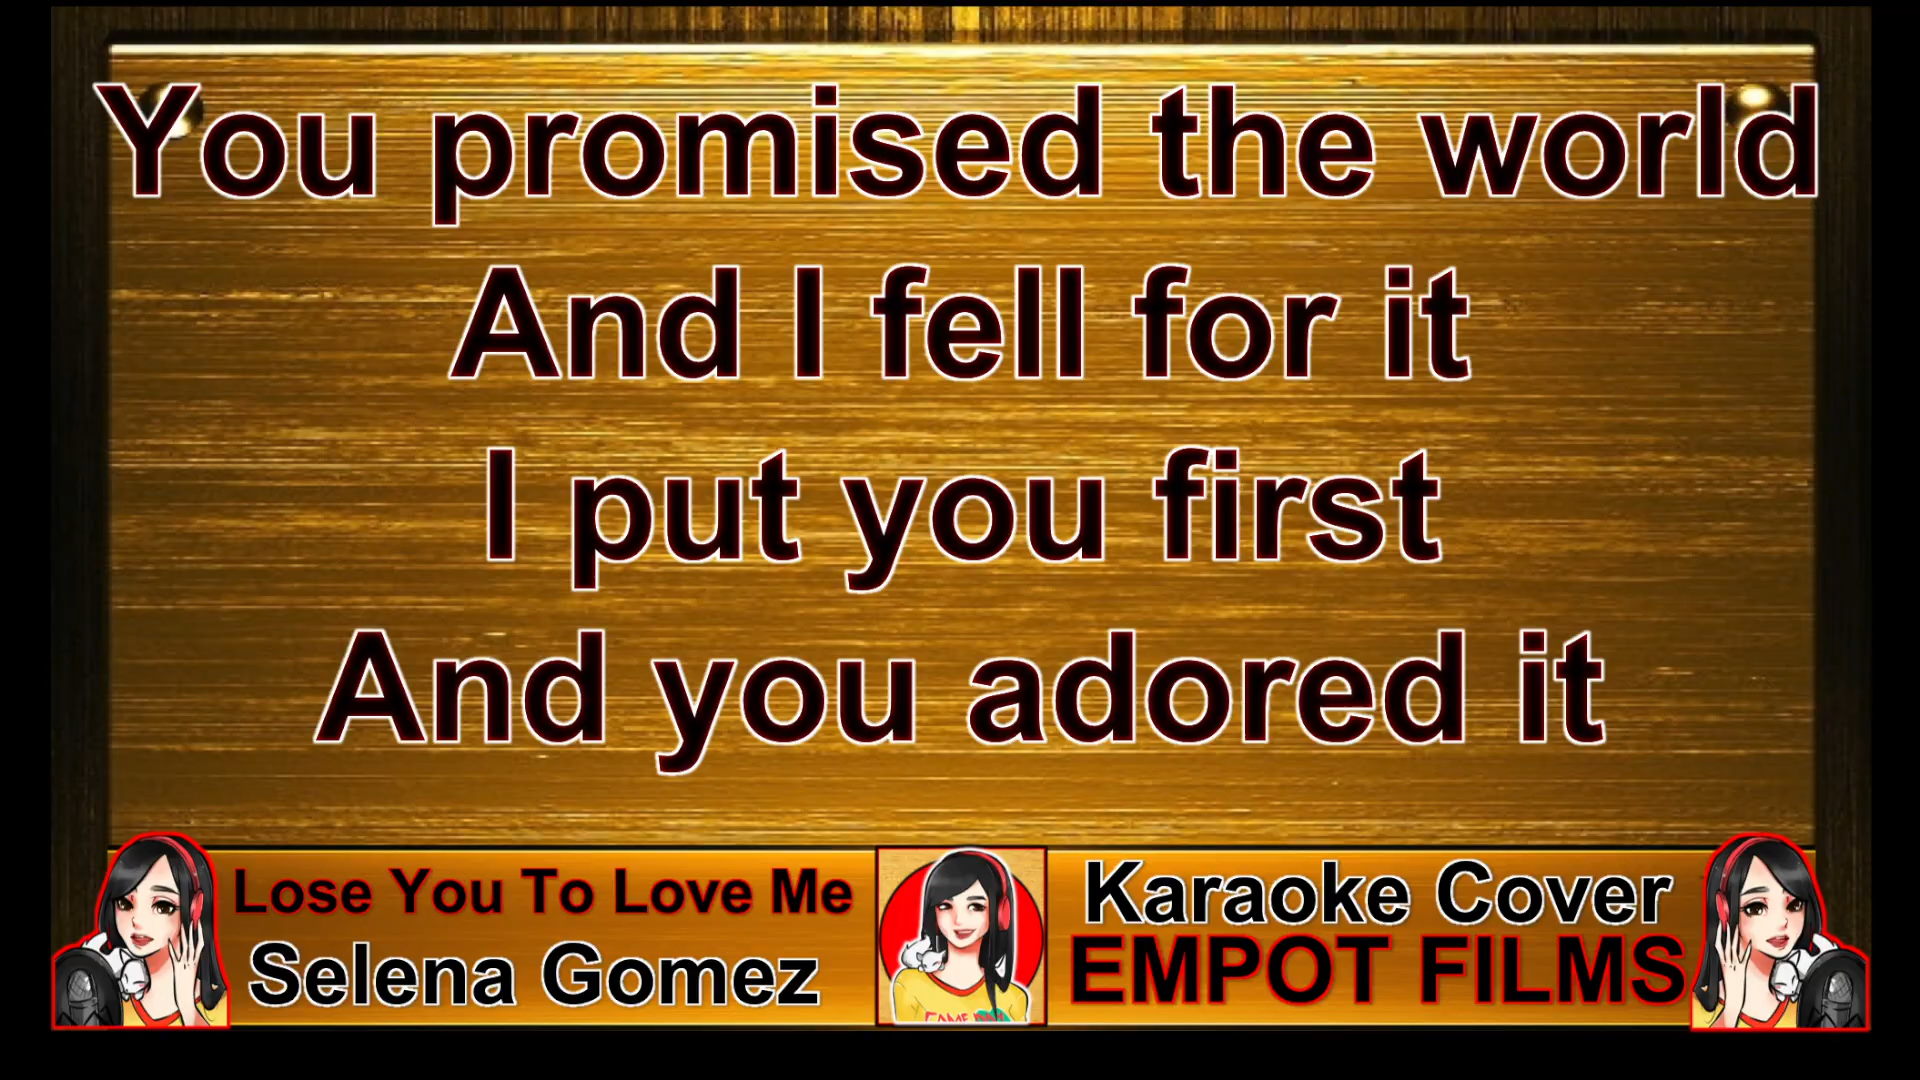 You promised the world
And I fell for it
I put you first
And you adored it
Lose You To Love Me
Selena Gomez
Karaoke Cover
EMPOT FILMS